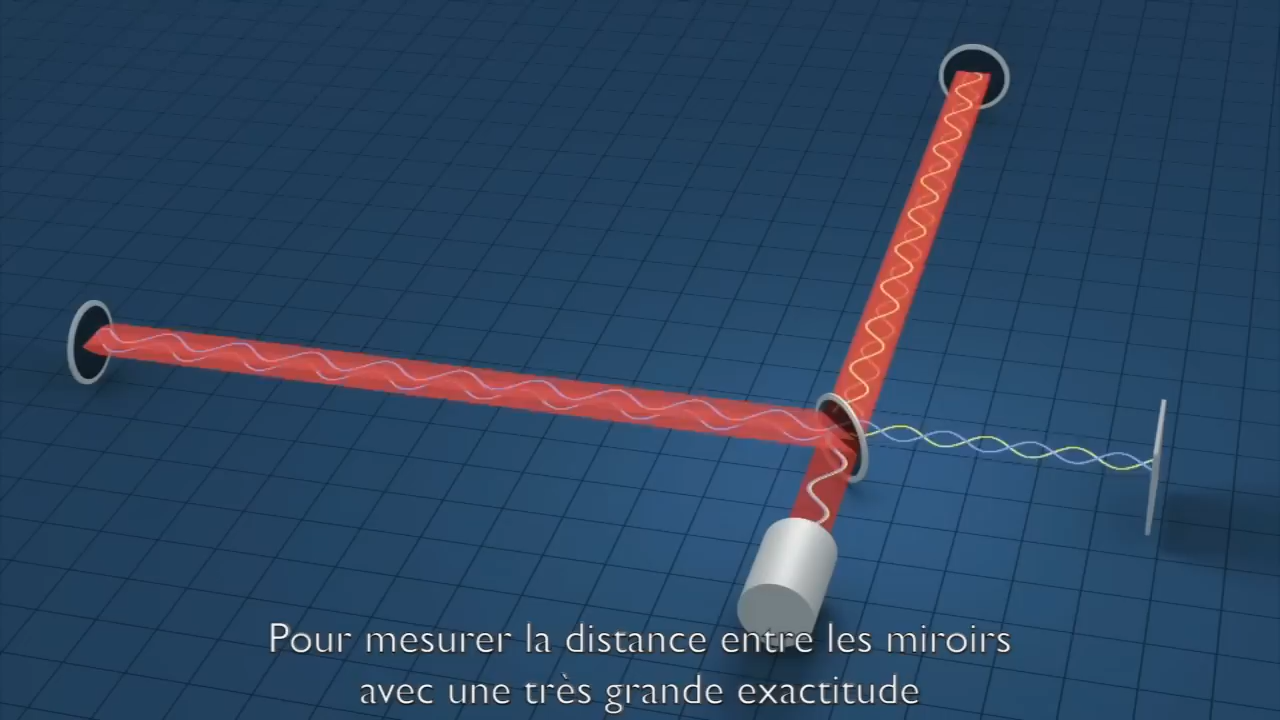 Pour mesurer la distance entre les miroirs
avec une très grande exactitude